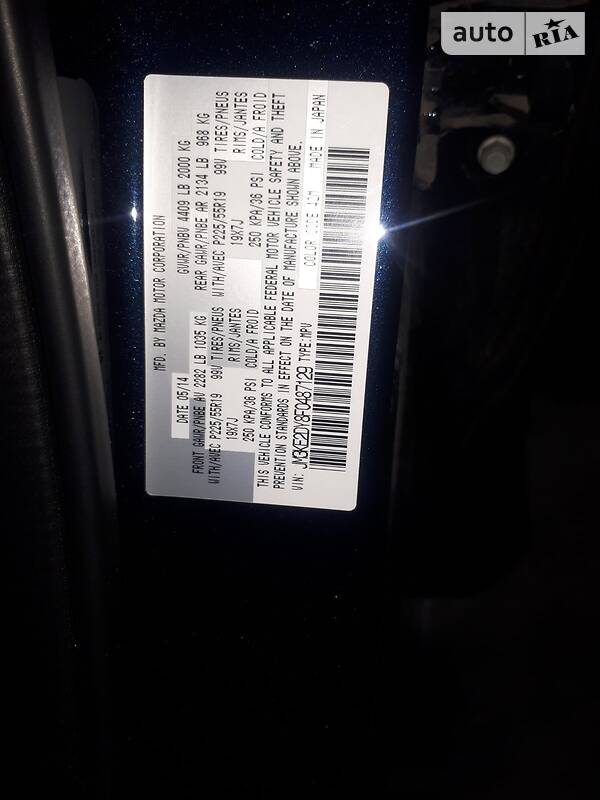 auto RIA
MFD. BY MAZDA MOTOR CORPORATION
DATE 05/14 GVWR/PNBV 4409 LB 2000 KG
FRONT GAWR/PNBE AV 2282 LB 1035 KG REAR GAWR/PNBE AR 2134 LB 968 KG
WITH/AVEC P225/55R19 99V TIRES/PNEUS WITH/AVEC P225/55R19 99V TIRES/PNEUS
19X7J RIMS/JANTES 19X7J RIMS/JANTES
250 KPA/36 PSI COLD/A FROID 250 KPA/36 PSI COLD/A FROID
THIS VEHICLE CONFORMS TO ALL APPLICABLE FEDERAL MOTOR VEHICLE SAFETY AND THEFT
PREVENTION STANDARDS IN EFFECT ON THE DATE OF MANUFACTURE SHOWN ABOVE.
VIN: JM3KE2DY8F0487129 TYPE:MPV COLOR CODE 42M MADE IN JAPAN